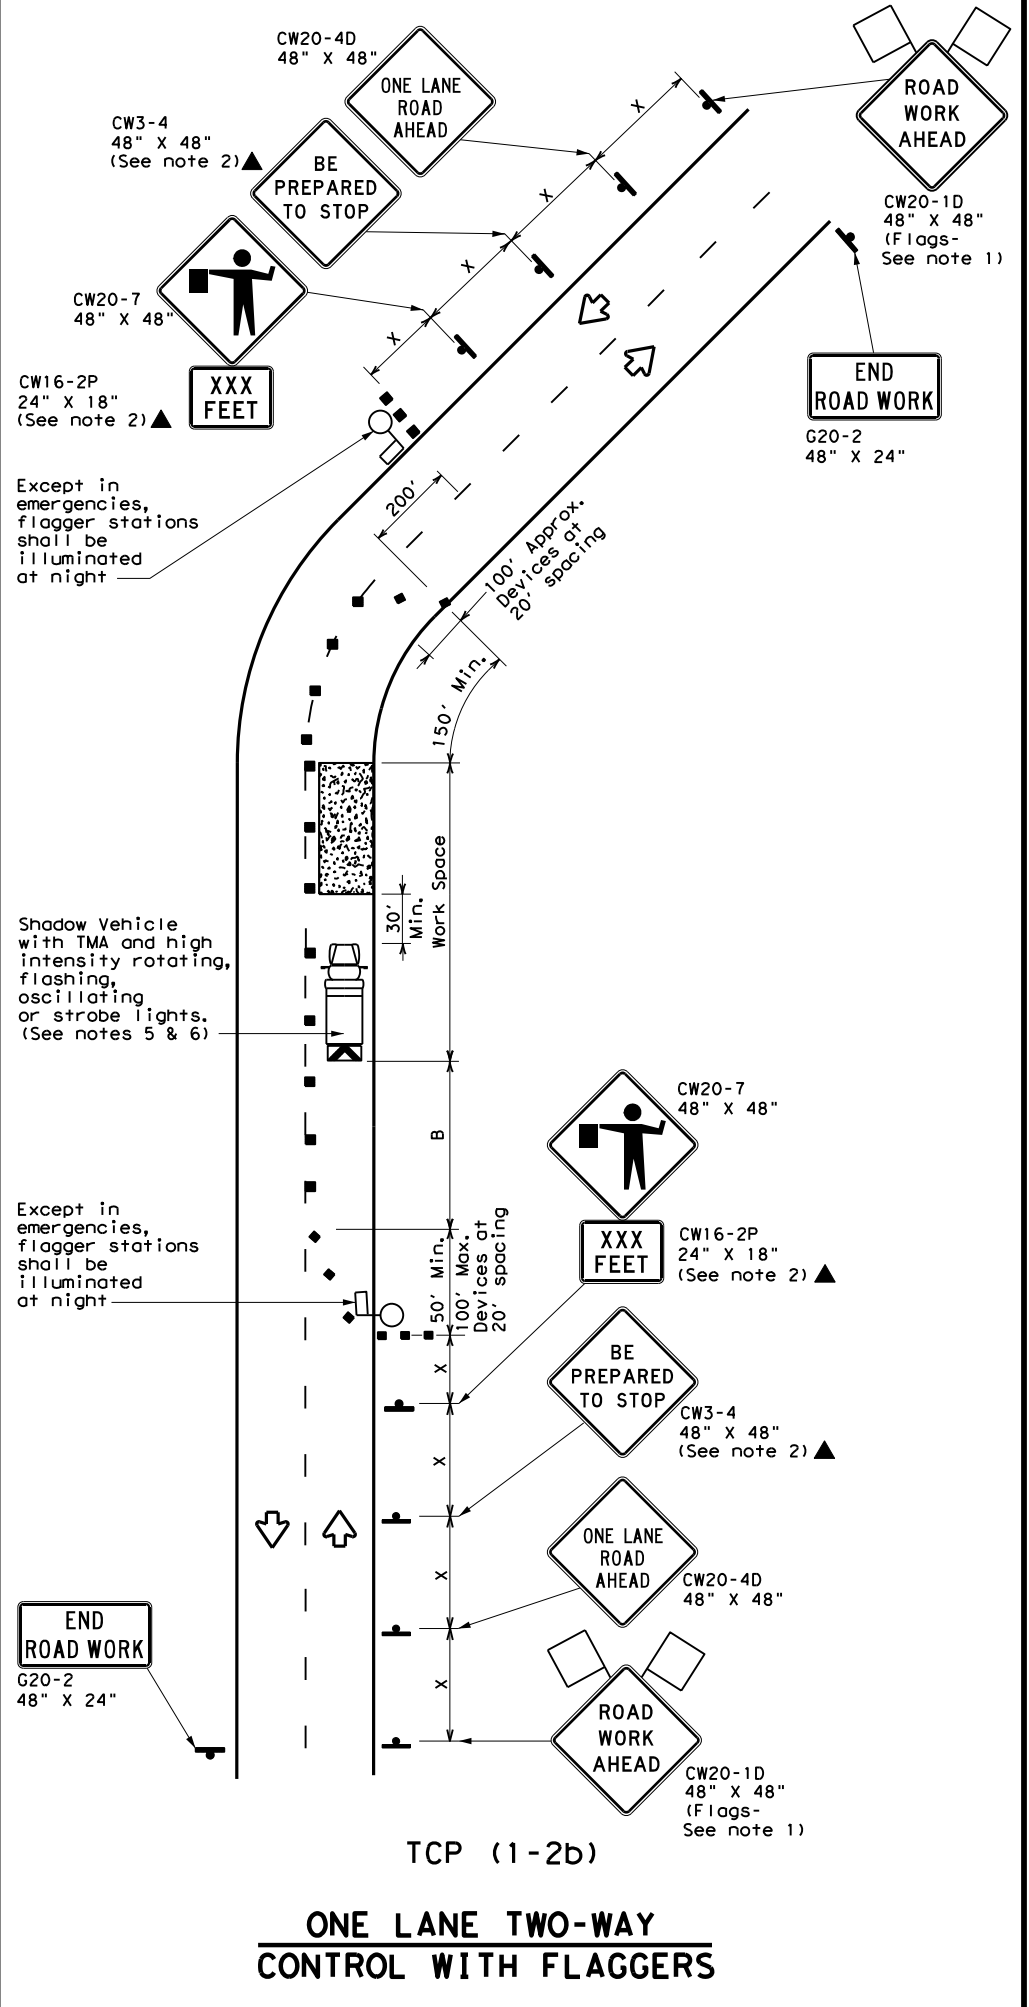 CW20-4D
48" X 48"
ONE LANE
ROAD
AHEAD
ROAD
WORK
AHEAD
CW3-4
48" X 48"
(See note 2)
BE
PREPARED
TO STOP
CW20-1D
48" X 48"
(Flags-
See note 1)
CW20-7
48" X 48"
X
X
X
X
CW16-2P
24" X 18"
(See note 2)
XXX
FEET
END
ROAD WORK
G20-2
48" X 24"
Except in
emergencies,
flagger stations
shall be
illuminated
at night
200'
100' Approx.
Devices at
20' spacing
150' Min.
Work Space
30'
Min.
Shadow Vehicle
with TMA and high
intensity rotating,
flashing,
oscillating
or strobe lights.
(See notes 5 & 6)
B
CW20-7
48" X 48"
Except in
emergencies,
flagger stations
shall be
illuminated
at night
50' Min.
100' Max.
Devices at
20' spacing
XXX
FEET
CW16-2P
24" X 18"
(See note 2)
X
BE
PREPARED
TO STOP
CW3-4
48" X 48"
(See note 2)
X
ONE LANE
ROAD
AHEAD
CW20-4D
48" X 48"
X
END
ROAD WORK
G20-2
48" X 24"
X
ROAD
WORK
AHEAD
CW20-1D
48" X 48"
(Flags-
See note 1)
TCP (1-2b)
ONE LANE TWO-WAY
CONTROL WITH FLAGGERS